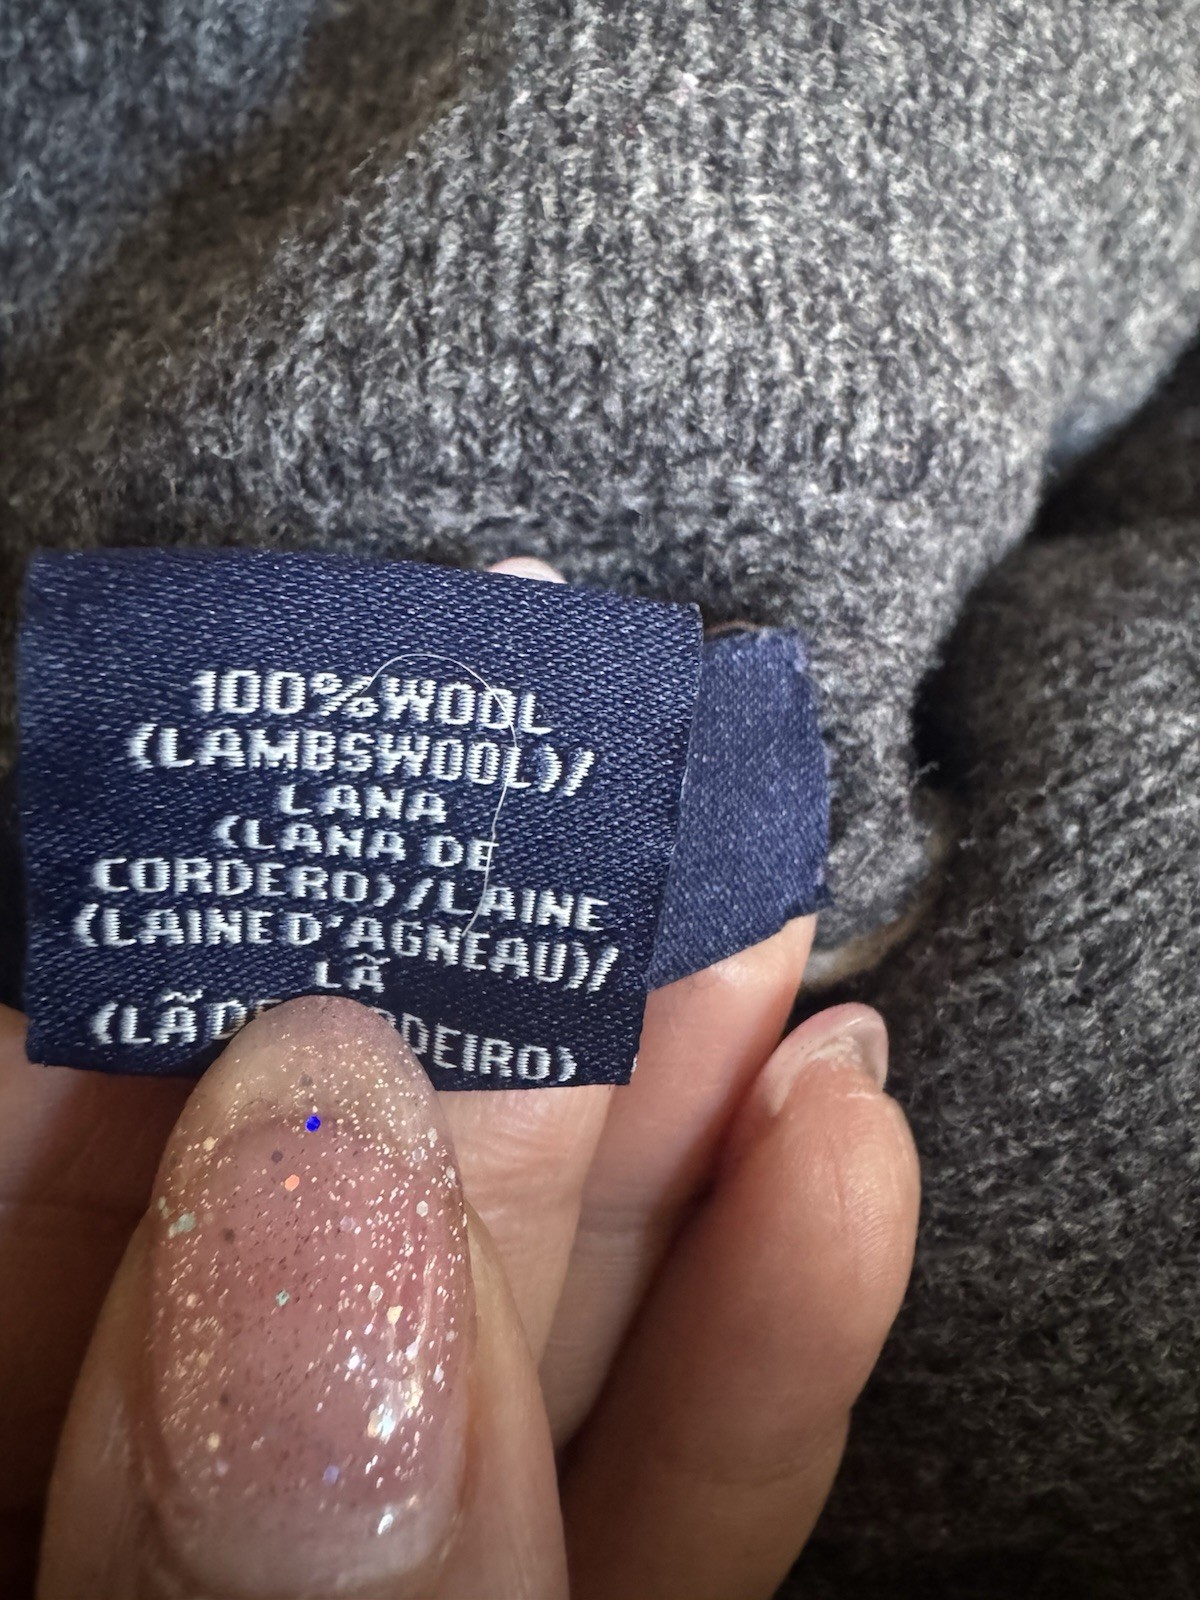 100% WOOL
(LAMBSWOOL)/
LANA
(LANA DE
CORDERO)/LAINE
(LAINE D'AGNEAU)/
LÃ
(LÃ